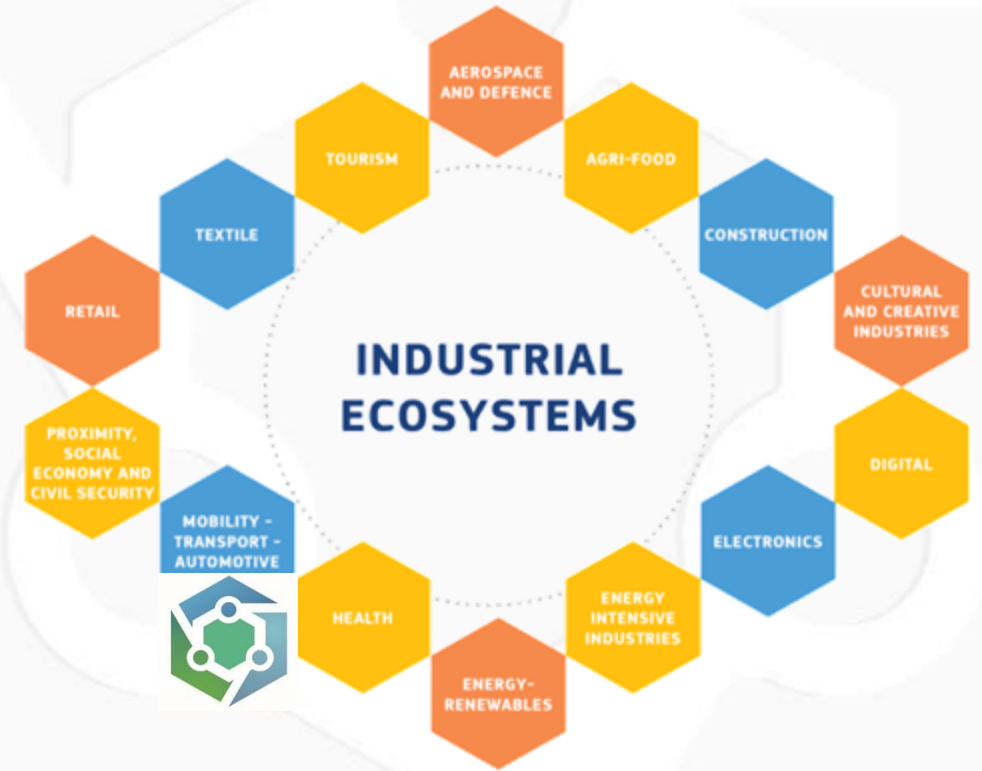 AEROSPACE
AND DEFENCE
TOURISM
AGRI-FOOD
TEXTILE
CONSTRUCTION
RETAIL
CULTURAL
AND CREATIVE
INDUSTRIES
INDUSTRIAL
ECOSYSTEMS
PROXIMITY,
SOCIAL
ECONOMY AND
CIVIL SECURITY
DIGITAL
MOBILITY -
TRANSPORT -
AUTOMOTIVE
ELECTRONICS
HEALTH
ENERGY
INTENSIVE
INDUSTRIES
ENERGY-
RENEWABLES